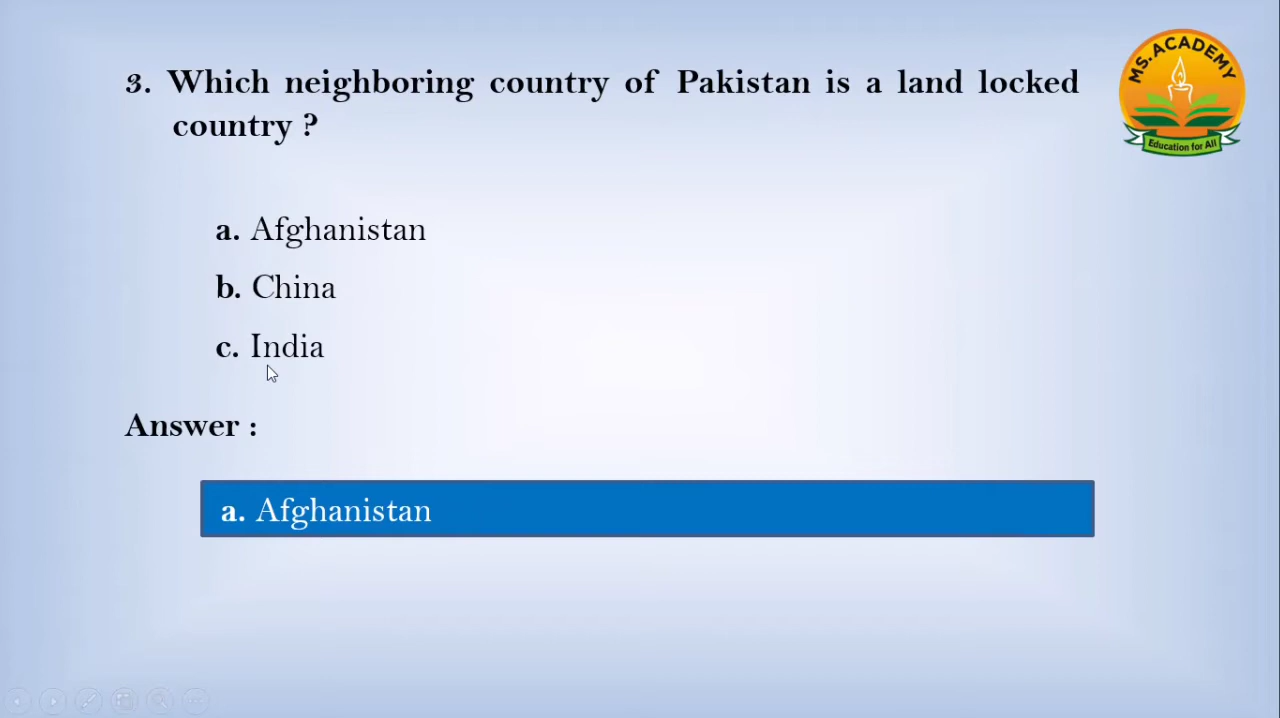 3. Which neighboring country of Pakistan is a land locked
country ?
MS. ACADEMY
Education for All
a. Afghanistan
b. China
c. India
Answer :
a. Afghanistan